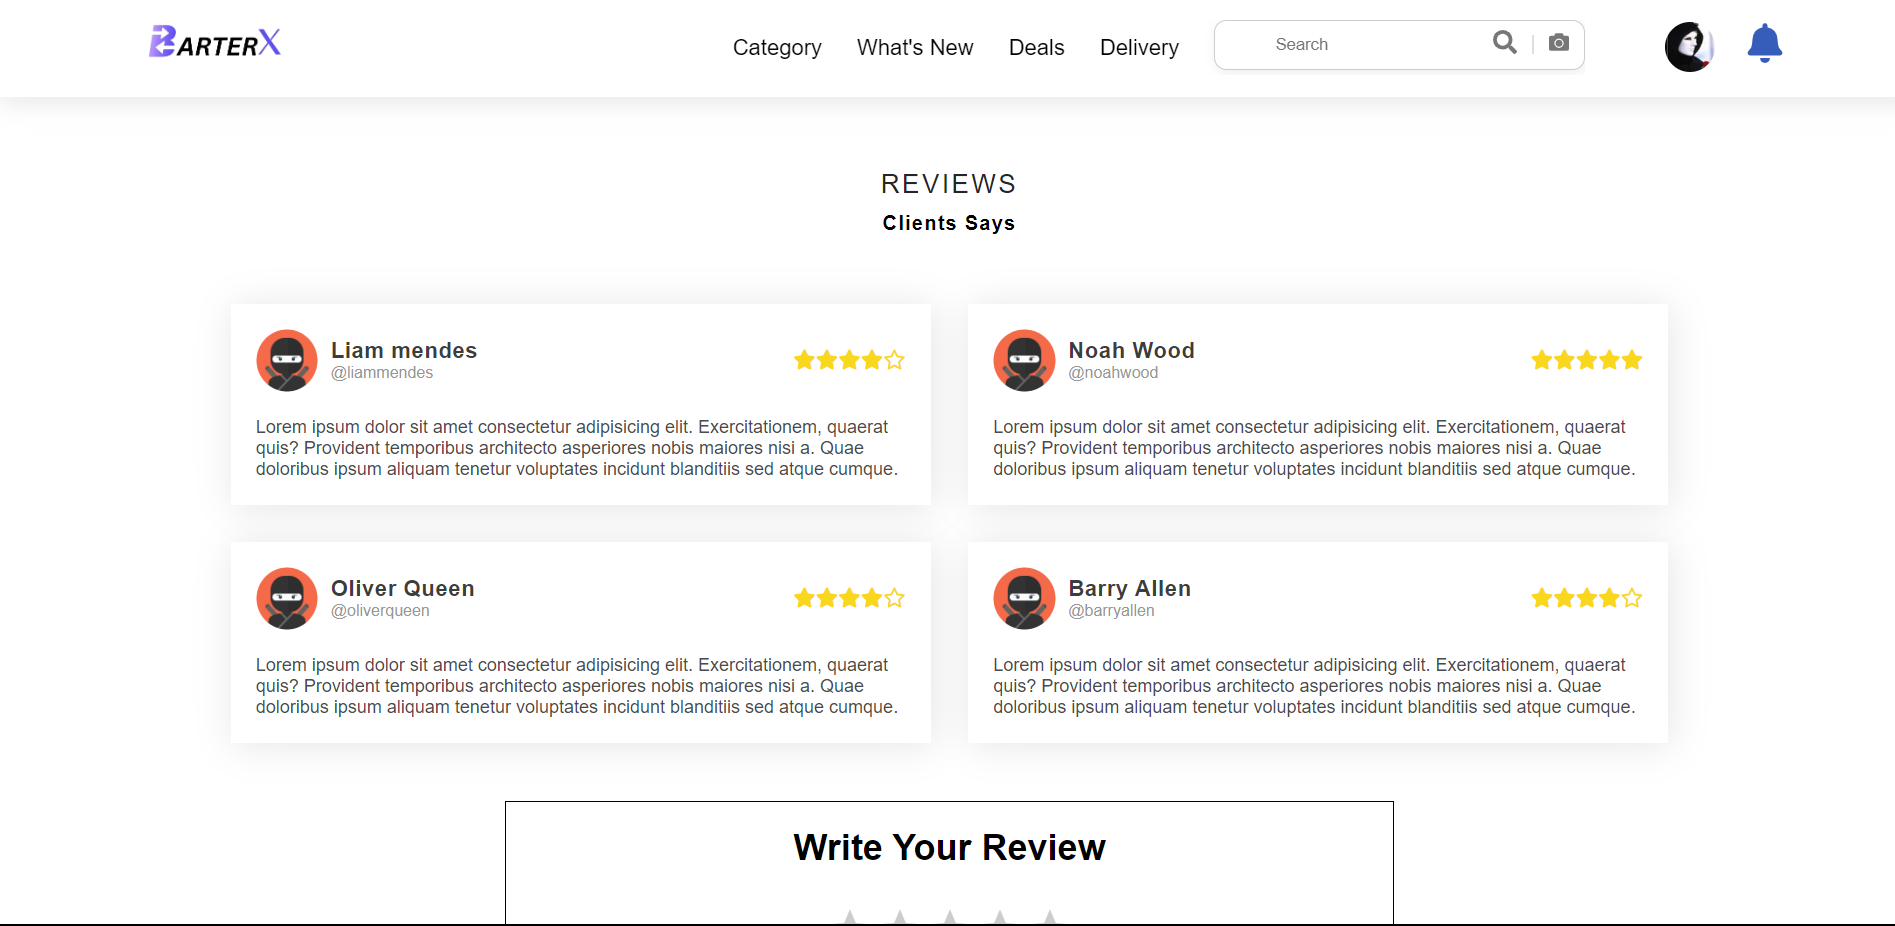 BARTERX
Category What's New Deals Delivery Search
REVIEWS
Clients Says
Liam mendes
@liammendes
Lorem ipsum dolor sit amet consectetur adipisicing elit. Exercitationem, quaerat
quis? Provident temporibus architecto asperiores nobis maiores nisi a. Quae
doloribus ipsum aliquam tenetur voluptates incidunt blanditiis sed atque cumque.
Noah Wood
@noahwood
Lorem ipsum dolor sit amet consectetur adipisicing elit. Exercitationem, quaerat
quis? Provident temporibus architecto asperiores nobis maiores nisi a. Quae
doloribus ipsum aliquam tenetur voluptates incidunt blanditiis sed atque cumque.
Oliver Queen
@oliverqueen
Lorem ipsum dolor sit amet consectetur adipisicing elit. Exercitationem, quaerat
quis? Provident temporibus architecto asperiores nobis maiores nisi a. Quae
doloribus ipsum aliquam tenetur voluptates incidunt blanditiis sed atque cumque.
Barry Allen
@barryallen
Lorem ipsum dolor sit amet consectetur adipisicing elit. Exercitationem, quaerat
quis? Provident temporibus architecto asperiores nobis maiores nisi a. Quae
doloribus ipsum aliquam tenetur voluptates incidunt blanditiis sed atque cumque.
Write Your Review